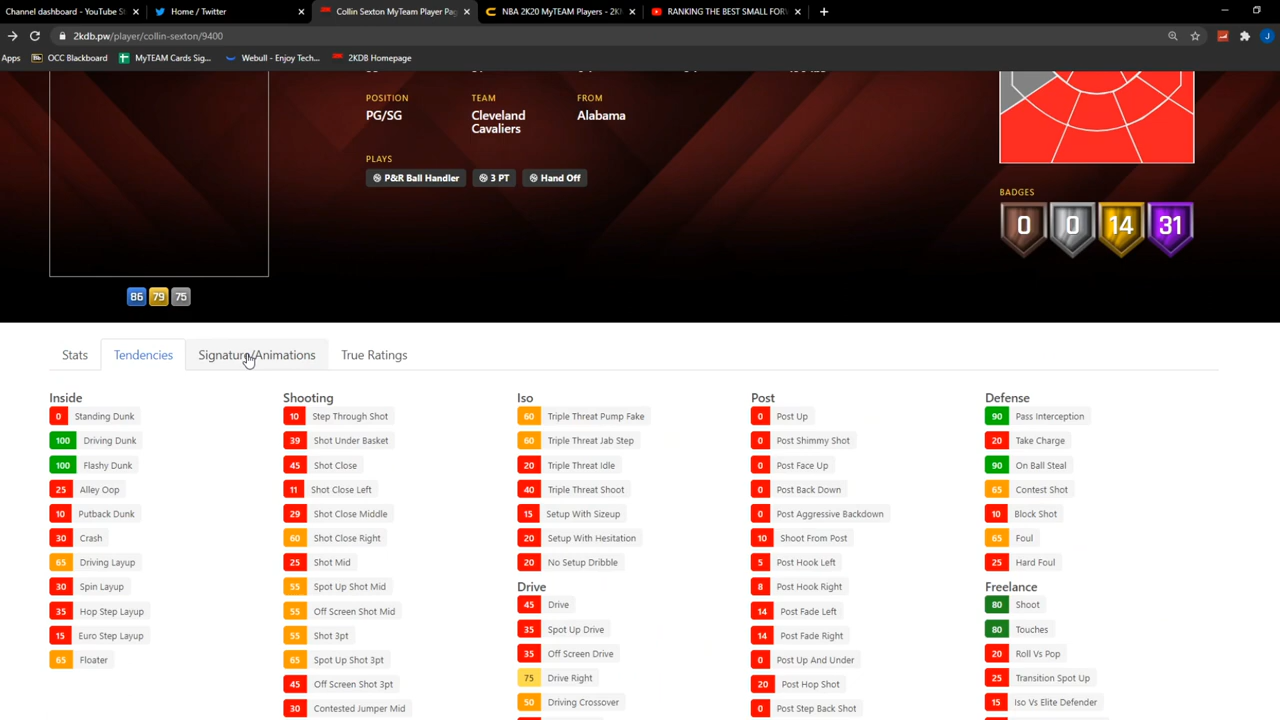 Channel dashboard - YouTube St
Home / Twitter
Collin Sexton MyTeam Player Pag
NBA 2K20 MyTEAM Players - 2K
RANKING THE BEST SMALL FOR
2kdb.pw/player/collin-sexton/9400
Apps
OCC Blackboard
MyTEAM Cards Sig...
Webull - Enjoy Tech...
2KDB Homepage
POSITION
TEAM
FROM
PG/SG
Cleveland
Cavaliers
Alabama
PLAYS
P&R Ball Handler
3 PT
Hand Off
BADGES
0
0
14
31
86
79
75
Stats
Tendencies
Signature/Animations
True Ratings
Inside
0 Standing Dunk
100 Driving Dunk
100 Flashy Dunk
25 Alley Oop
10 Putback Dunk
30 Crash
65 Driving Layup
30 Spin Layup
35 Hop Step Layup
15 Euro Step Layup
65 Floater
Shooting
10 Step Through Shot
39 Shot Under Basket
45 Shot Close
11 Shot Close Left
29 Shot Close Middle
60 Shot Close Right
25 Shot Mid
55 Spot Up Shot Mid
55 Off Screen Shot Mid
55 Shot 3pt
65 Spot Up Shot 3pt
45 Off Screen Shot 3pt
30 Contested Jumper Mid
Iso
60 Triple Threat Pump Fake
60 Triple Threat Jab Step
20 Triple Threat Idle
40 Triple Threat Shoot
15 Setup With Sizeup
20 Setup With Hesitation
20 No Setup Dribble
Drive
45 Drive
35 Spot Up Drive
35 Off Screen Drive
75 Drive Right
50 Driving Crossover
Post
0 Post Up
0 Post Shimmy Shot
0 Post Face Up
0 Post Back Down
0 Post Aggressive Backdown
10 Shoot From Post
5 Post Hook Left
8 Post Hook Right
14 Post Fade Left
14 Post Fade Right
0 Post Up And Under
20 Post Hop Shot
0 Post Step Back Shot
Defense
90 Pass Interception
20 Take Charge
90 On Ball Steal
65 Contest Shot
10 Block Shot
65 Foul
25 Hard Foul
Freelance
80 Shoot
80 Touches
20 Roll Vs Pop
25 Transition Spot Up
15 Iso Vs Elite Defender